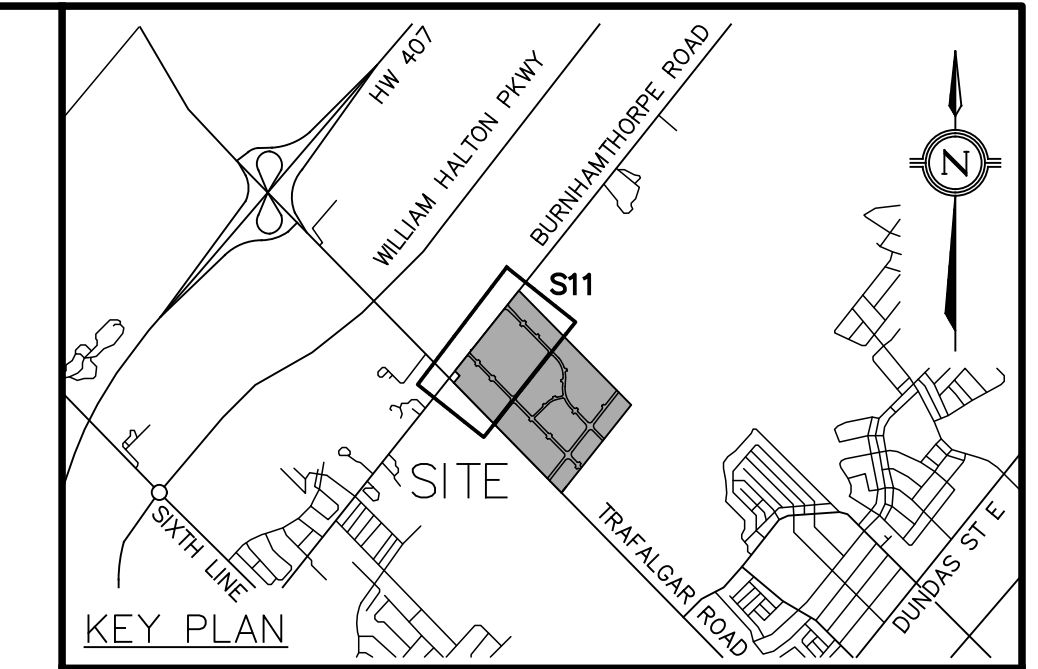 HW 407
WILLIAM HALTON PKWY
BURNHAMTHORPE ROAD
N
S11
SITE
SIXTH LINE
TRAFALGAR ROAD
DUNDAS ST E
KEY PLAN